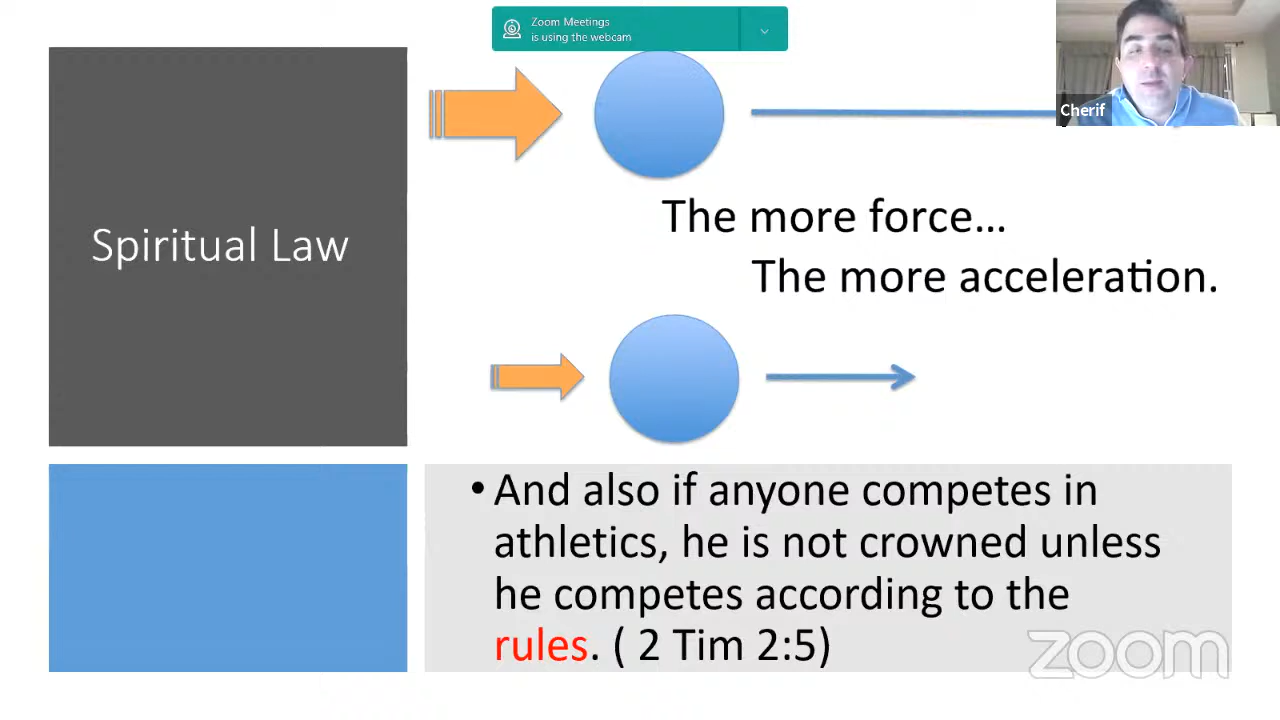 Zoom Meetings
is using the webcam
Cherif
Spiritual Law
The more force…
The more acceleration.
• And also if anyone competes in
athletics, he is not crowned unless
he competes according to the
rules. ( 2 Tim 2:5)
zoom